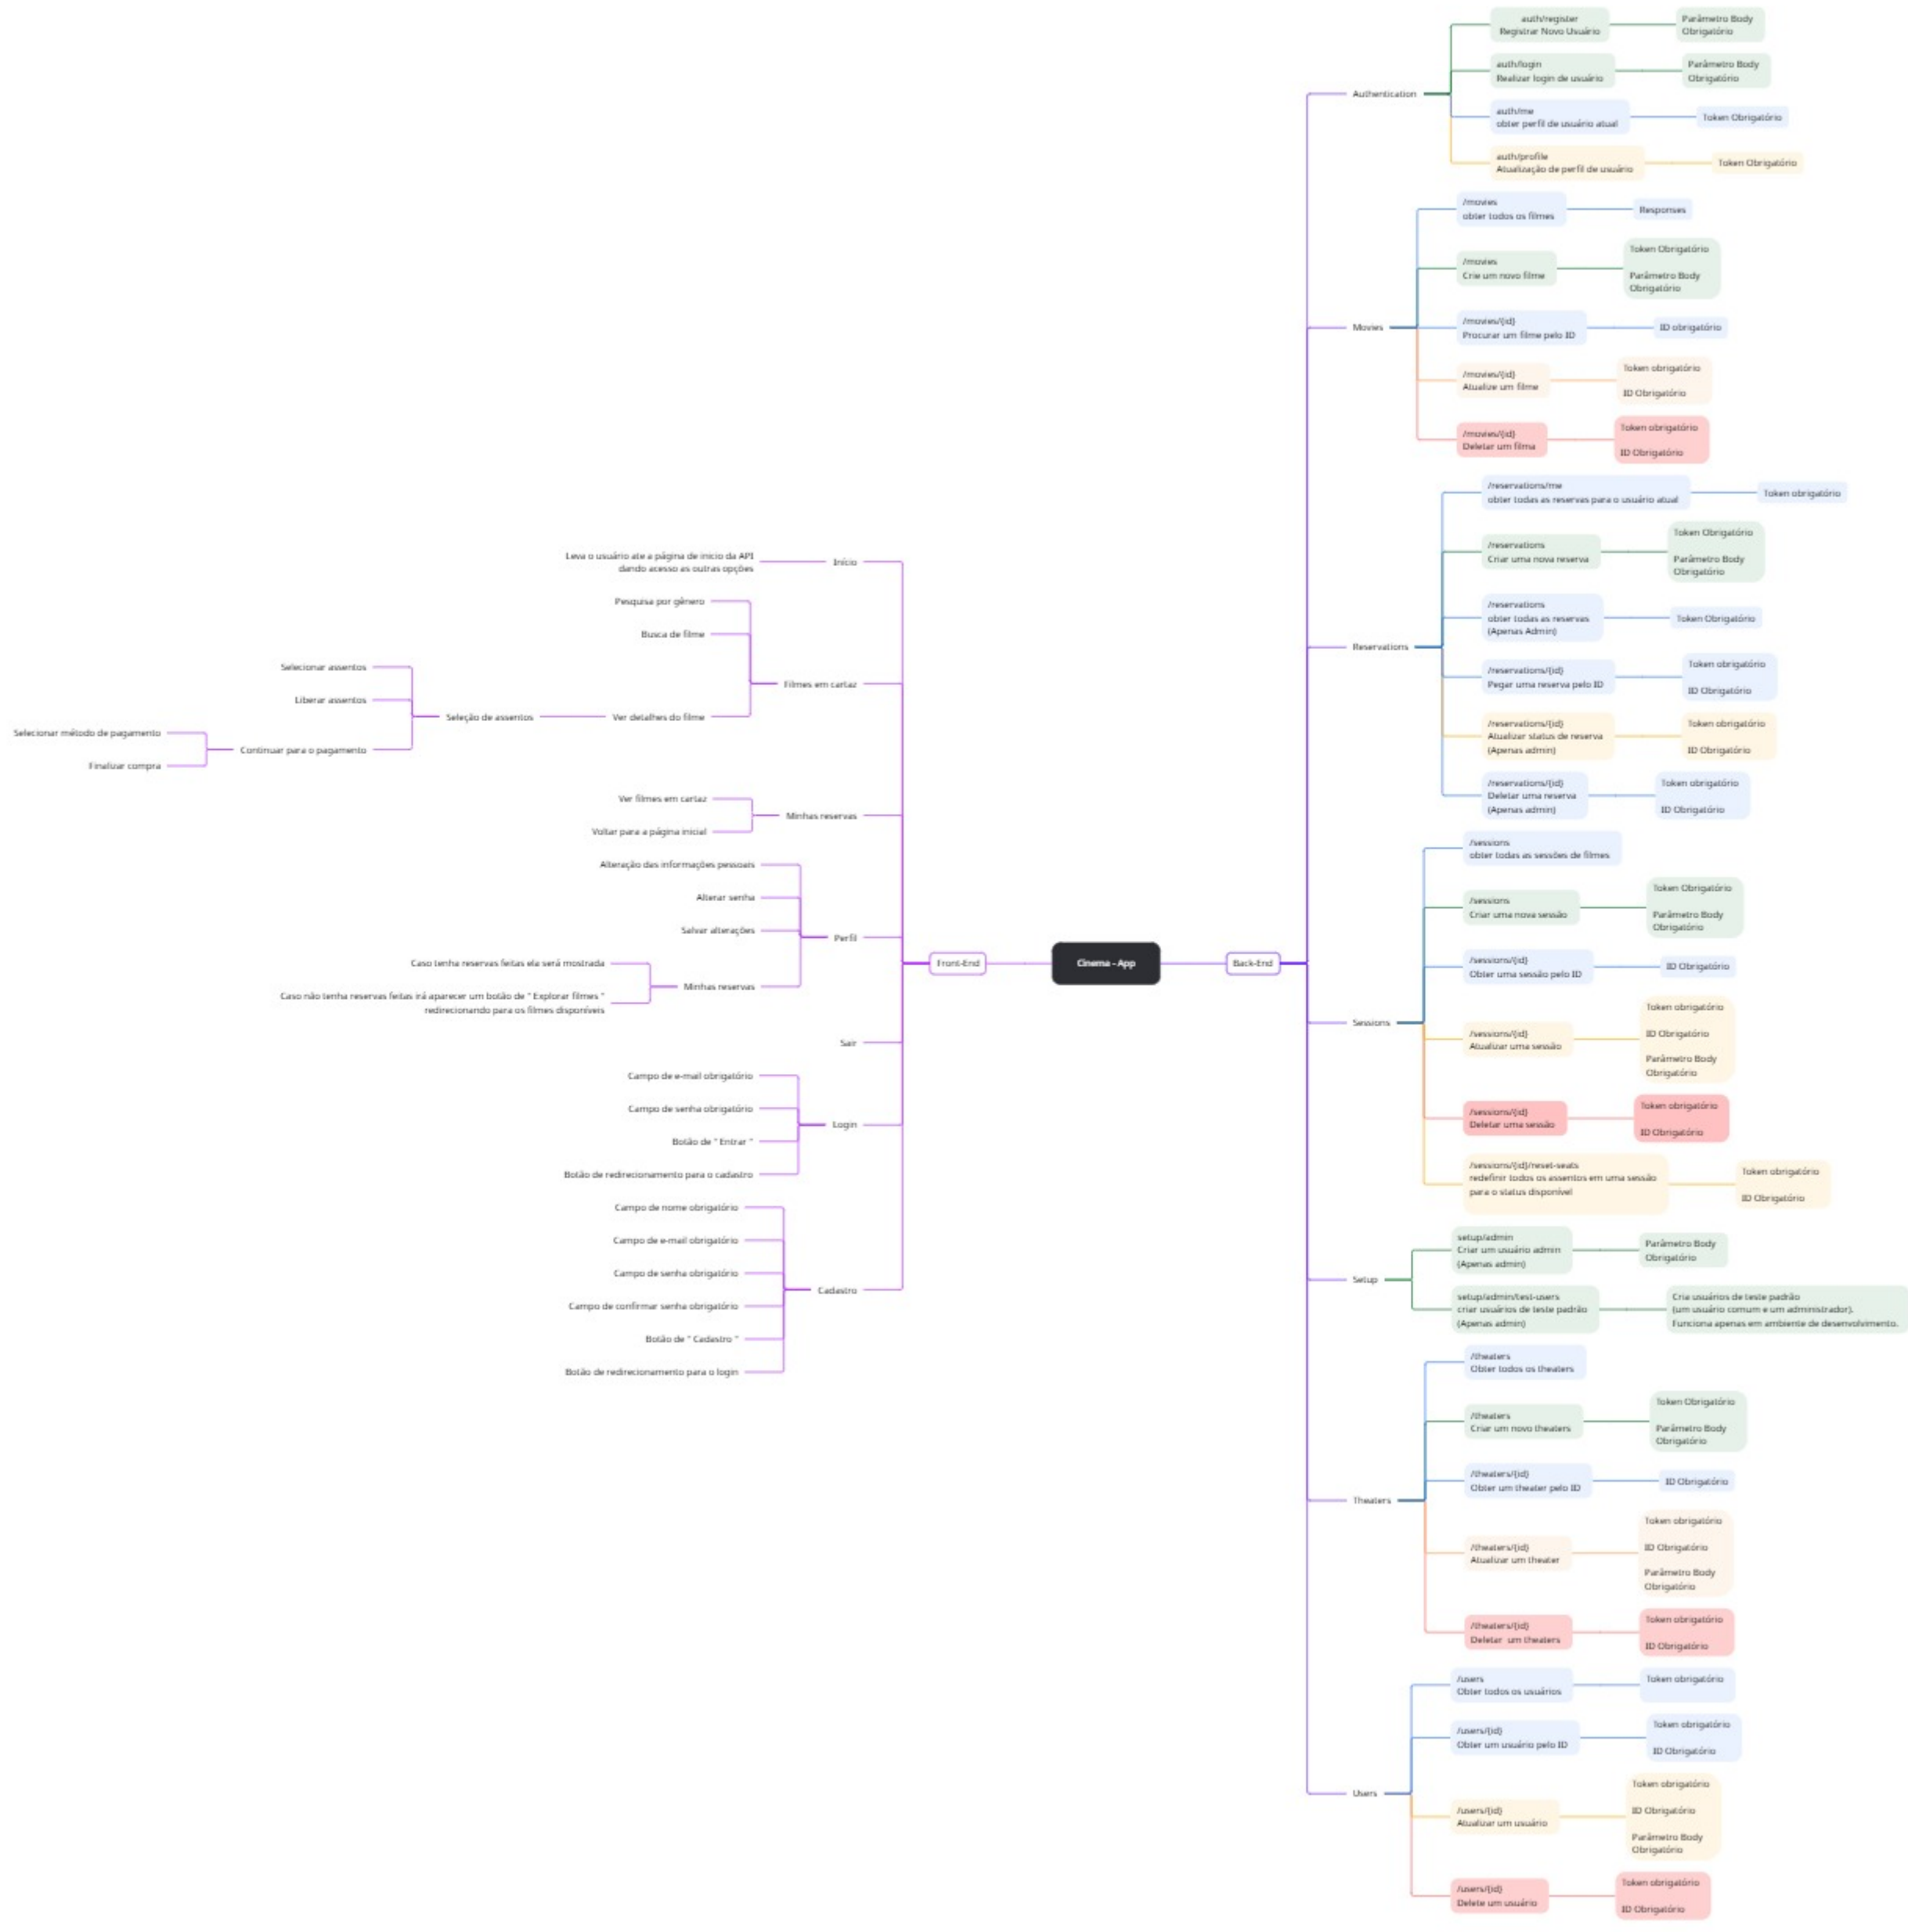 Cinema - App
Front-End
Início
Leva o usuário ate a página de inicio da API
dando acesso as outras opções
Filmes em cartaz
Pesquisa por gênero
Busca de filme
Ver detalhes do filme
Seleção de assentos
Selecionar assentos
Liberar assentos
Continuar para o pagamento
Selecionar método de pagamento
Finalizar compra
Minhas reservas
Ver filmes em cartaz
Voltar para a página inicial
Perfil
Alteração das informações pessoais
Alterar senha
Salvar alterações
Minhas reservas
Caso tenha reservas feitas ela será mostrada
Caso não tenha reservas feitas irá aparecer um botão de " Explorar filmes "
redirecionando para os filmes disponíveis
Sair
Login
Campo de e-mail obrigatório
Campo de senha obrigatório
Botão de " Entrar "
Botão de redirecionamento para o cadastro
Cadastro
Campo de nome obrigatório
Campo de e-mail obrigatório
Campo de senha obrigatório
Campo de confirmar senha obrigatório
Botão de " Cadastro "
Botão de redirecionamento para o login
Back-End
Authentication
auth/register
Registrar Novo Usuário
Parâmetro Body
Obrigatório
auth/login
Realizar login de usuário
Parâmetro Body
Obrigatório
auth/me
obter perfil de usuário atual
Token Obrigatório
auth/profile
Atualização de perfil de usuário
Token Obrigatório
Movies
/movies
obter todos os filmes
Responses
/movies
Crie um novo filme
Token Obrigatório
Parâmetro Body
Obrigatório
/movies/{id}
Procurar um filme pelo ID
ID obrigatório
/movies/{id}
Atualize um filme
Token obrigatório
ID Obrigatório
/movies/{id}
Deletar um filma
Token obrigatório
ID Obrigatório
Reservations
/reservations/me
obter todas as reservas para o usuário atual
Token obrigatório
/reservations
Criar uma nova reserva
Token Obrigatório
Parâmetro Body
Obrigatório
/reservations
obter todas as reservas
(Apenas Admin)
Token Obrigatório
/reservations/{id}
Pegar uma reserva pelo ID
Token obrigatório
ID Obrigatório
/reservations/{id}
Atualizar status de reserva
(Apenas admin)
Token obrigatório
ID Obrigatório
/reservations/{id}
Deletar uma reserva
(Apenas admin)
Token obrigatório
ID Obrigatório
Sessions
/sessions
obter todas as sessões de filmes
/sessions
Criar uma nova sessão
Token Obrigatório
Parâmetro Body
Obrigatório
/sessions/{id}
Obter uma sessão pelo ID
ID Obrigatório
/sessions/{id}
Atualizar uma sessão
Token obrigatório
ID Obrigatório
Parâmetro Body
Obrigatório
/sessions/{id}
Deletar uma sessão
Token obrigatório
ID Obrigatório
/sessions/{id}/reset-seats
redefinir todos os assentos em uma sessão
para o status disponível
Token obrigatório
ID Obrigatório
Setup
setup/admin
Criar um usuário admin
(Apenas admin)
Parâmetro Body
Obrigatório
setup/admin/test-users
criar usuários de teste padrão
(Apenas admin)
Cria usuários de teste padrão
(um usuário comum e um administrador).
Funciona apenas em ambiente de desenvolvimento.
Theaters
/theaters
Obter todos os theaters
/theaters
Criar um novo theaters
Token Obrigatório
Parâmetro Body
Obrigatório
/theaters/{id}
Obter um theater pelo ID
ID Obrigatório
/theaters/{id}
Atualizar um theater
Token obrigatório
ID Obrigatório
Parâmetro Body
Obrigatório
/theaters/{id}
Deletar um theaters
Token obrigatório
ID Obrigatório
Users
/users
Obter todos os usuários
Token obrigatório
/users/{id}
Obter um usuário pelo ID
Token obrigatório
ID Obrigatório
/users/{id}
Atualizar um usuário
Token obrigatório
ID Obrigatório
Parâmetro Body
Obrigatório
/users/{id}
Delete um usuário
Token obrigatório
ID Obrigatório